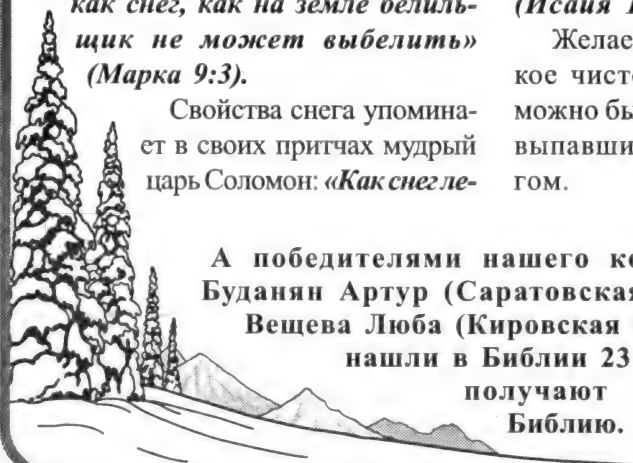 как снег, как на земле белиль-
щик не может выбелить»
(Марка 9:3).
Свойства снега упомина-
ет в своих притчах мудрый
царь Соломон: «Как снег ле-
(Исаия
Желае
кое чист
можно бы
выпавши
гом.
А победителями нашего ко
Буданян Артур (Саратовская
Вещева Люба (Кировская
нашли в Библии 23
получают
Библию.